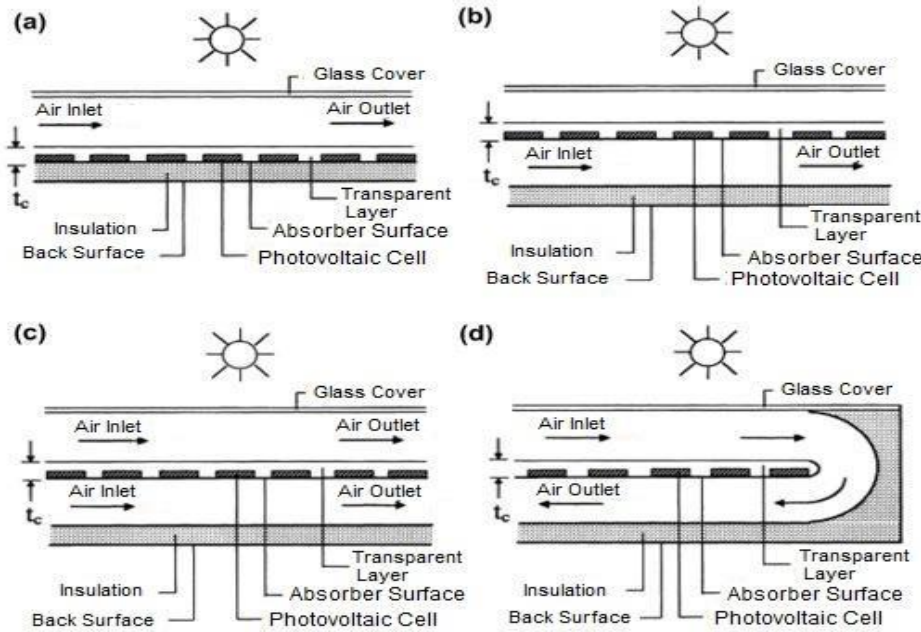 (a)
Glass Cover
Air Inlet
Air Outlet
tc
Transparent
Layer
Insulation
Absorber Surface
Back Surface
Photovoltaic Cell
(b)
Glass Cover
Air Inlet
Air Outlet
tc
Transparent
Layer
Insulation
Absorber Surface
Back Surface
Photovoltaic Cell
(c)
Glass Cover
Air Inlet
Air Outlet
tc
Air Inlet
Air Outlet
Transparent
Layer
Insulation
Absorber Surface
Back Surface
Photovoltaic Cell
(d)
Glass Cover
Air Inlet
tc
Air Outlet
Transparent
Layer
Insulation
Absorber Surface
Back Surface
Photovoltaic Cell